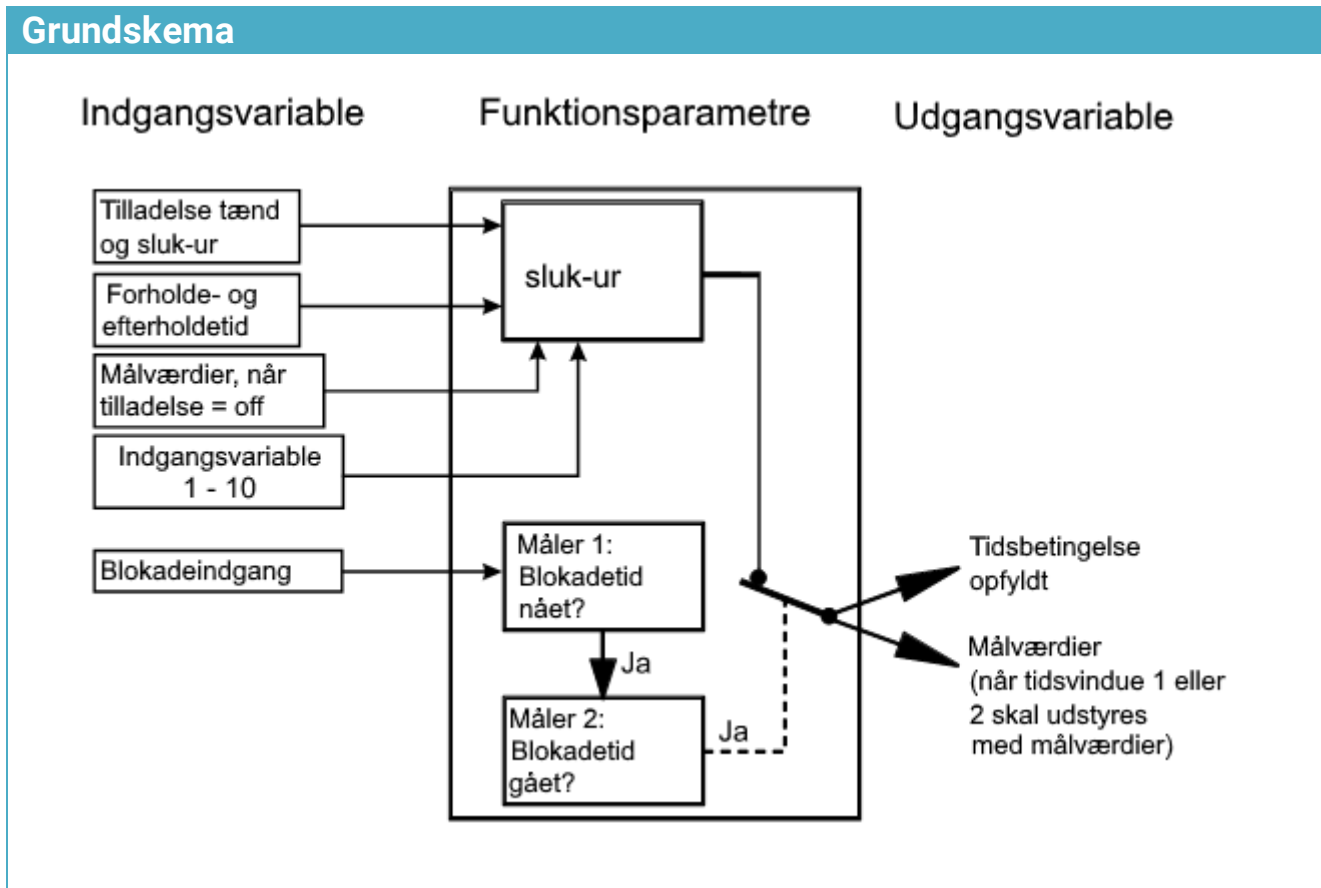 Grundskema
Indgangsvariable
Funktionsparametre
Udgangsvariable
Tilladelse tænd
og sluk-ur
Forholde- og
efterholdetid
Målværdier, når
tilladelse = off
Indgangsvariable
1 - 10
Blokadeindgang
sluk-ur
Måler 1:
Blokadetid
nået?
Ja
Måler 2:
Blokadetid
gået?
Ja
Tidsbetingelse
opfyldt
Målværdier
(når tidsvindue 1 eller
2 skal udstyres
med målværdier)